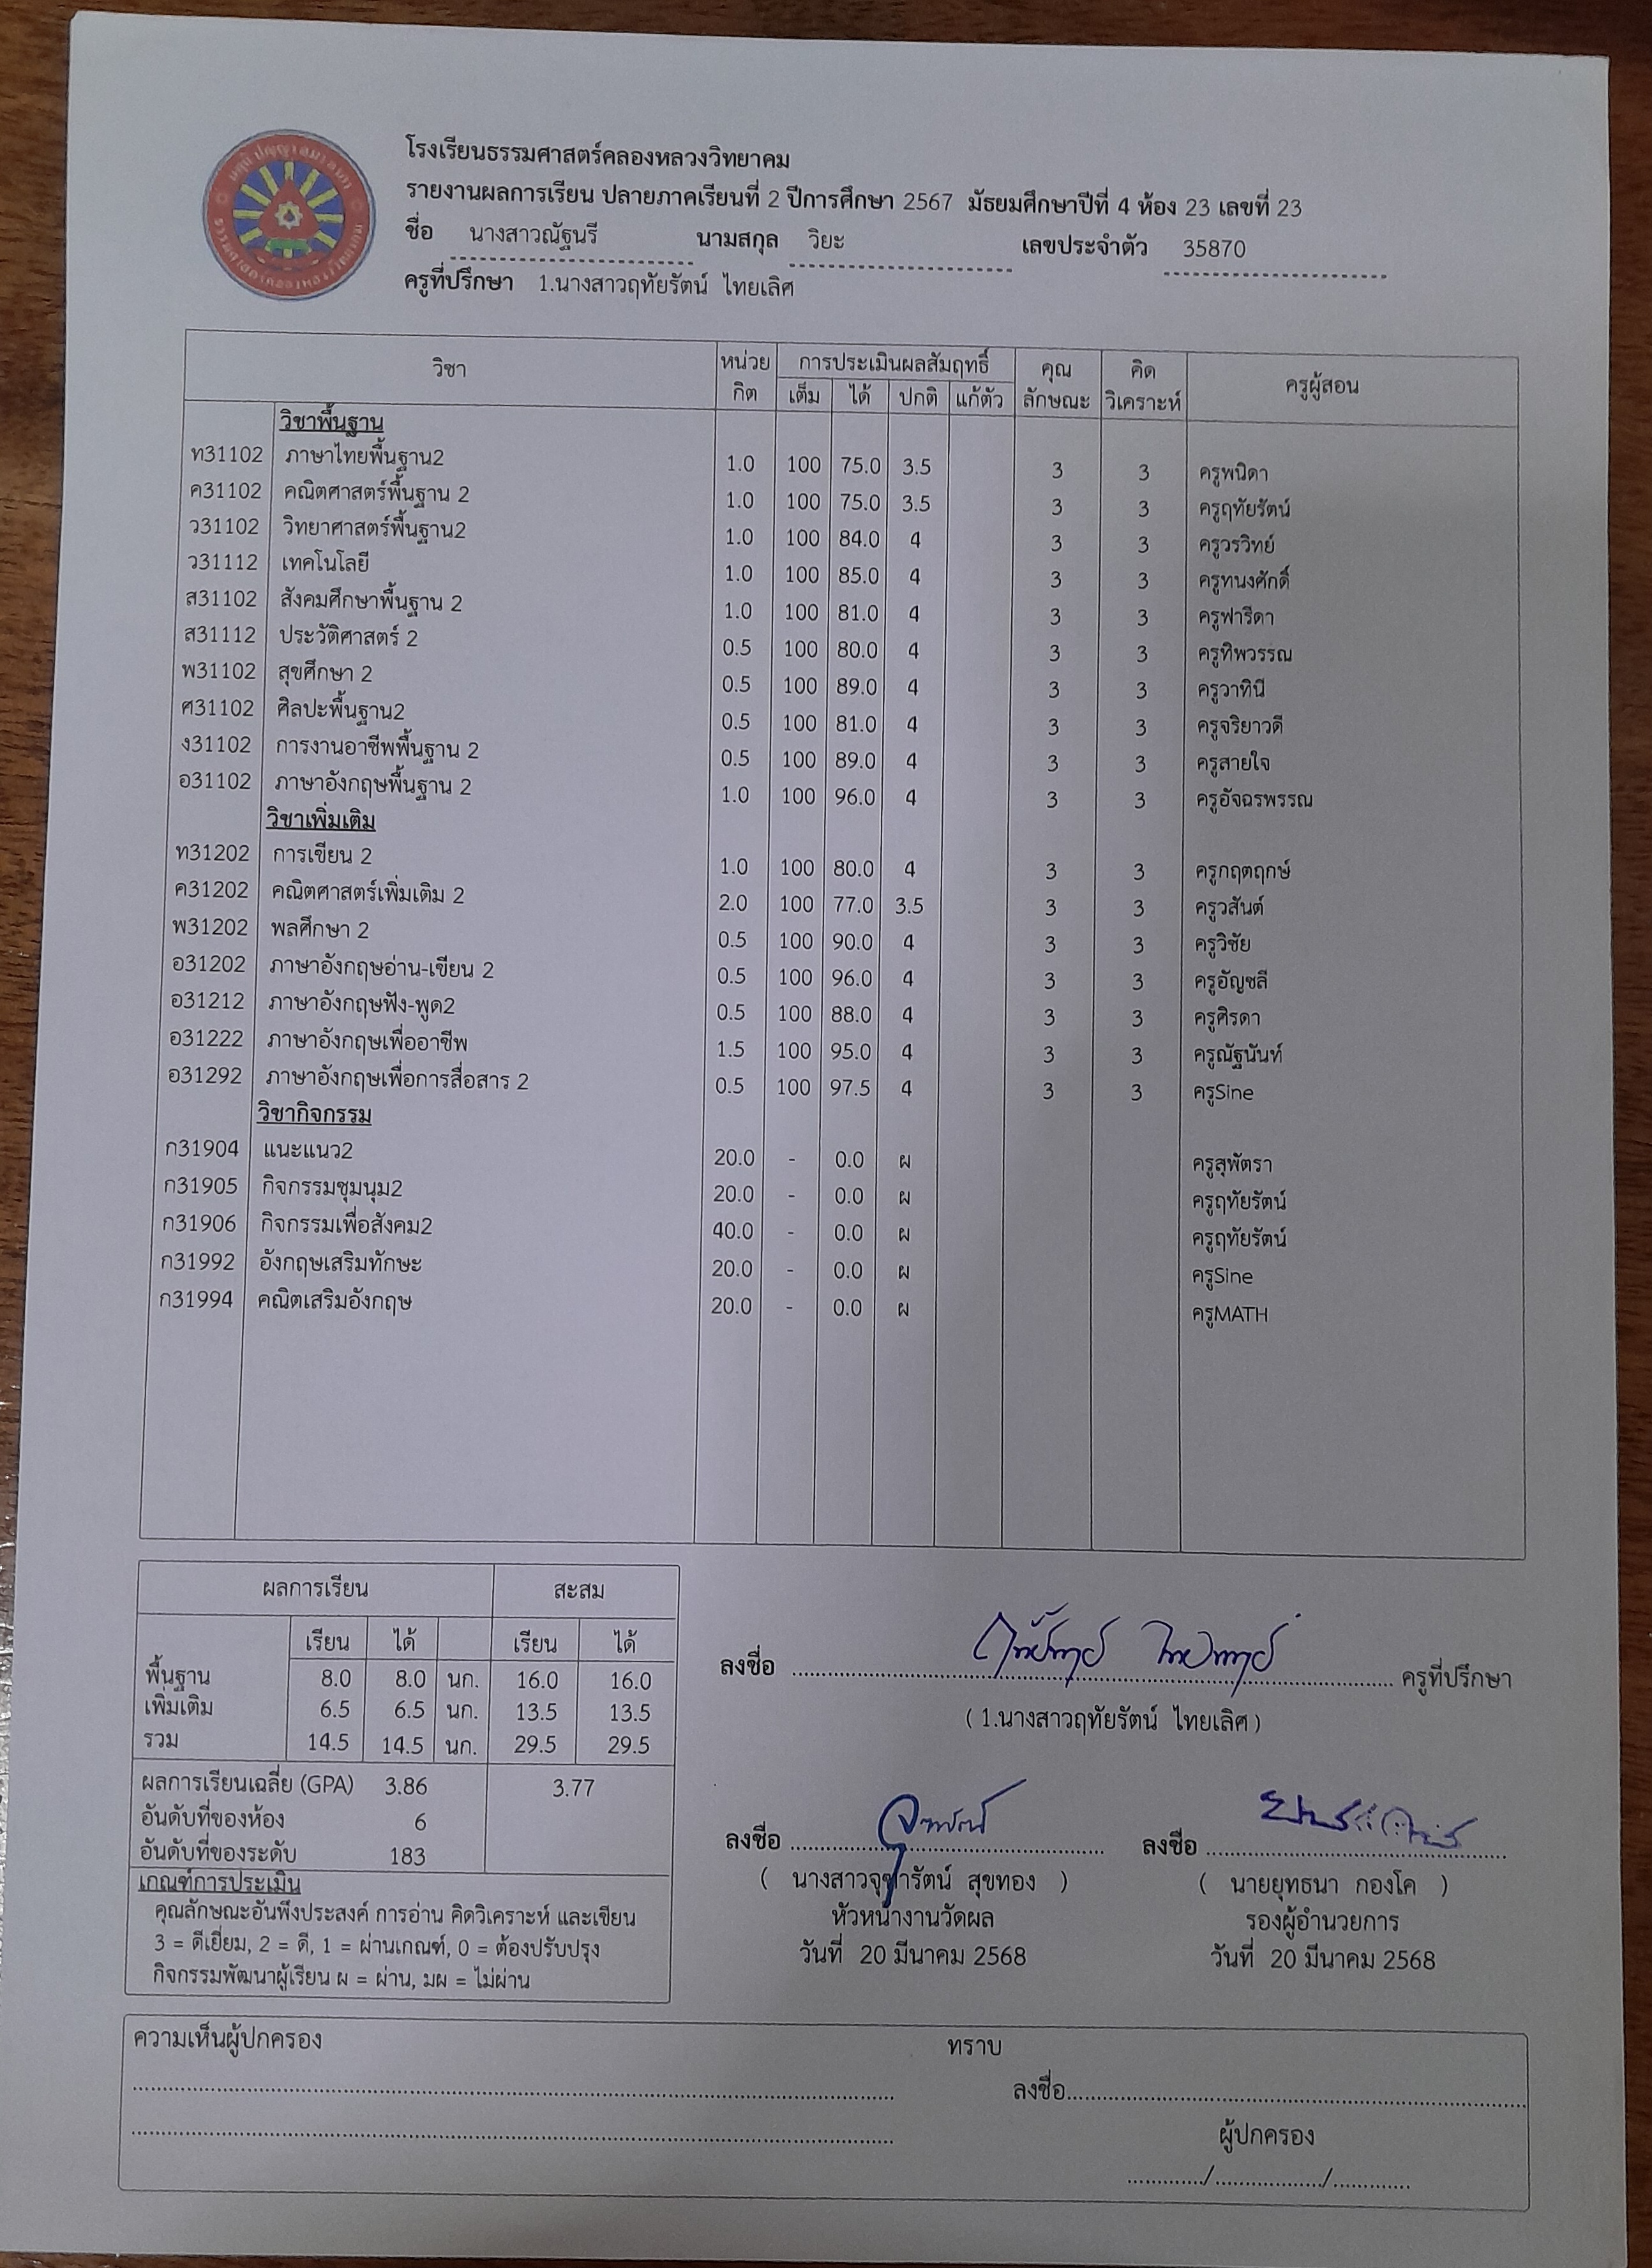 โรงเรียนธรรมศาสตร์คลองหลวงวิทยาคม
รายงานผลการเรียน ปลายภาคเรียนที่ 2 ปีการศึกษา 2567 มัธยมศึกษาปีที่ 4 ห้อง 23 เลขที่ 23
ชื่อ นางสาวณัฐนรี นามสกุล วิยะ เลขประจำตัว 35870
ครูที่ปรึกษา 1.นางสาวฤทัยรัตน์ ไทยเลิศ
วิชา หน่วยกิต การประเมินผลสัมฤทธิ์ คุณลักษณะ คิดวิเคราะห์ ครูผู้สอน
เต็ม ได้ ปกติ แก้ตัว
วิชาพื้นฐาน
ท31102 ภาษาไทยพื้นฐาน2 1.0 100 75.0 3.5 3 3 ครูพนิดา
ค31102 คณิตศาสตร์พื้นฐาน 2 1.0 100 75.0 3.5 3 3 ครูฤทัยรัตน์
ว31102 วิทยาศาสตร์พื้นฐาน2 1.0 100 84.0 4 3 3 ครูวรวิทย์
ว31112 เทคโนโลยี 1.0 100 85.0 4 3 3 ครูทนงศักดิ์
ส31102 สังคมศึกษาพื้นฐาน 2 1.0 100 81.0 4 3 3 ครูฟารีดา
ส31112 ประวัติศาสตร์ 2 0.5 100 80.0 4 3 3 ครูทิพวรรณ
พ31102 สุขศึกษา 2 0.5 100 89.0 4 3 3 ครูวาทินี
ศ31102 ศิลปะพื้นฐาน2 0.5 100 81.0 4 3 3 ครูจริยาวดี
ง31102 การงานอาชีพพื้นฐาน 2 0.5 100 89.0 4 3 3 ครูสายใจ
อ31102 ภาษาอังกฤษพื้นฐาน 2 1.0 100 96.0 4 3 3 ครูอัจฉรพรรณ
วิชาเพิ่มเติม
ท31202 การเขียน 2 1.0 100 80.0 4 3 3 ครูกฤตฤกษ์
ค31202 คณิตศาสตร์เพิ่มเติม 2 2.0 100 77.0 3.5 3 3 ครูวสันต์
พ31202 พลศึกษา 2 0.5 100 90.0 4 3 3 ครูวิชัย
อ31202 ภาษาอังกฤษอ่าน-เขียน 2 0.5 100 96.0 4 3 3 ครูอัญชลี
อ31212 ภาษาอังกฤษฟัง-พูด2 0.5 100 88.0 4 3 3 ครูศิรดา
อ31222 ภาษาอังกฤษเพื่ออาชีพ 1.5 100 95.0 4 3 3 ครูณัฐนันท์
อ31292 ภาษาอังกฤษเพื่อการสื่อสาร 2 0.5 100 97.5 4 3 3 ครูSine
วิชากิจกรรม
ก31904 แนะแนว2 20.0 - 0.0 ผ ครูสุพัตรา
ก31905 กิจกรรมชุมนุม2 20.0 - 0.0 ผ ครูฤทัยรัตน์
ก31906 กิจกรรมเพื่อสังคม2 40.0 - 0.0 ผ ครูฤทัยรัตน์
ก31992 อังกฤษเสริมทักษะ 20.0 - 0.0 ผ ครูSine
ก31994 คณิตเสริมอังกฤษ 20.0 - 0.0 ผ ครูMATH
ผลการเรียน สะสม
เรียน ได้ เรียน ได้
พื้นฐาน 8.0 8.0 นก. 16.0 16.0
เพิ่มเติม 6.5 6.5 นก. 13.5 13.5
รวม 14.5 14.5 นก. 29.5 29.5
ผลการเรียนเฉลี่ย (GPA) 3.86 3.77
อันดับที่ของห้อง 6
อันดับที่ของระดับ 183
เกณฑ์การประเมิน
คุณลักษณะอันพึงประสงค์ การอ่าน คิดวิเคราะห์ และเขียน
3 = ดีเยี่ยม, 2 = ดี, 1 = ผ่านเกณฑ์, 0 = ต้องปรับปรุง
กิจกรรมพัฒนาผู้เรียน ผ = ผ่าน, มผ = ไม่ผ่าน
ลงชื่อ ครูที่ปรึกษา
( 1.นางสาวฤทัยรัตน์ ไทยเลิศ )
ลงชื่อ ลงชื่อ
( นางสาวจุฬารัตน์ สุขทอง ) ( นายยุทธนา กองโค )
หัวหน้างานวัดผล รองผู้อำนวยการ
วันที่ 20 มีนาคม 2568 วันที่ 20 มีนาคม 2568
ความเห็นผู้ปกครอง ทราบ
ลงชื่อ
ผู้ปกครอง